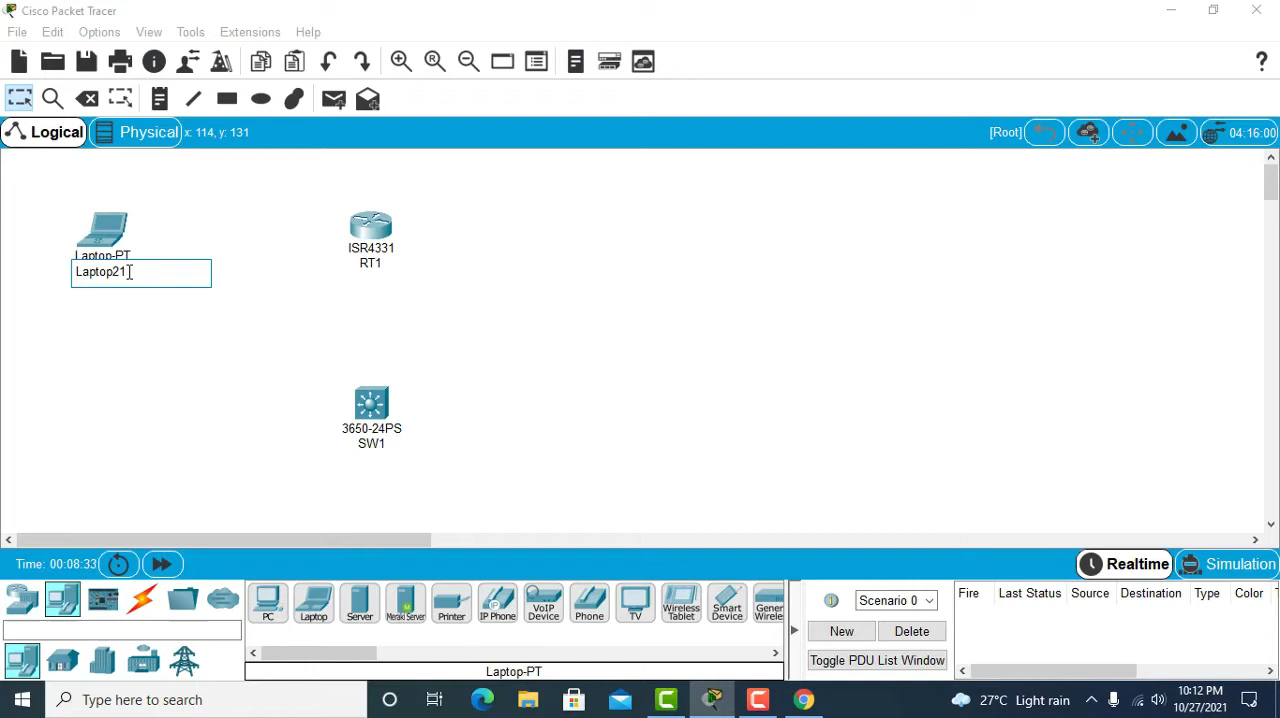 Cisco Packet Tracer
File Edit Options View Tools Extensions Help
Logical Physical x: 114, y: 131 [Root] 04:16:00
Laptop-PT
Laptop21
ISR4331
RT1
3650-24PS
SW1
Time: 00:08:33 Realtime Simulation
PC Laptop Server Meraki Server Printer IP Phone VoIP Device Phone TV Wireless Tablet Smart Device Gener Wirele
Laptop-PT
Scenario 0
New Delete
Toggle PDU List Window
Fire Last Status Source Destination Type Color
Type here to search
27°C Light rain
10:12 PM
10/27/2021